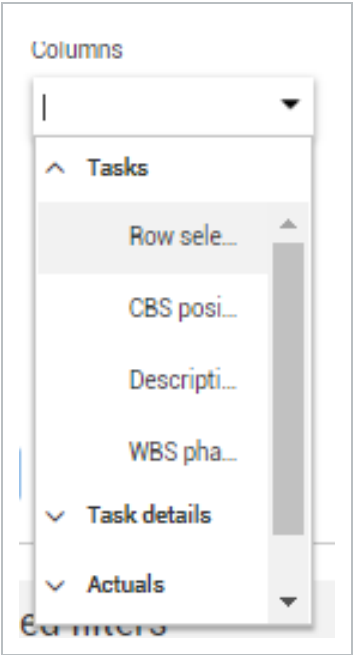 Columns
Tasks
Row sele...
CBS posi...
Descripti...
WBS pha...
Task details
Actuals
ed filters